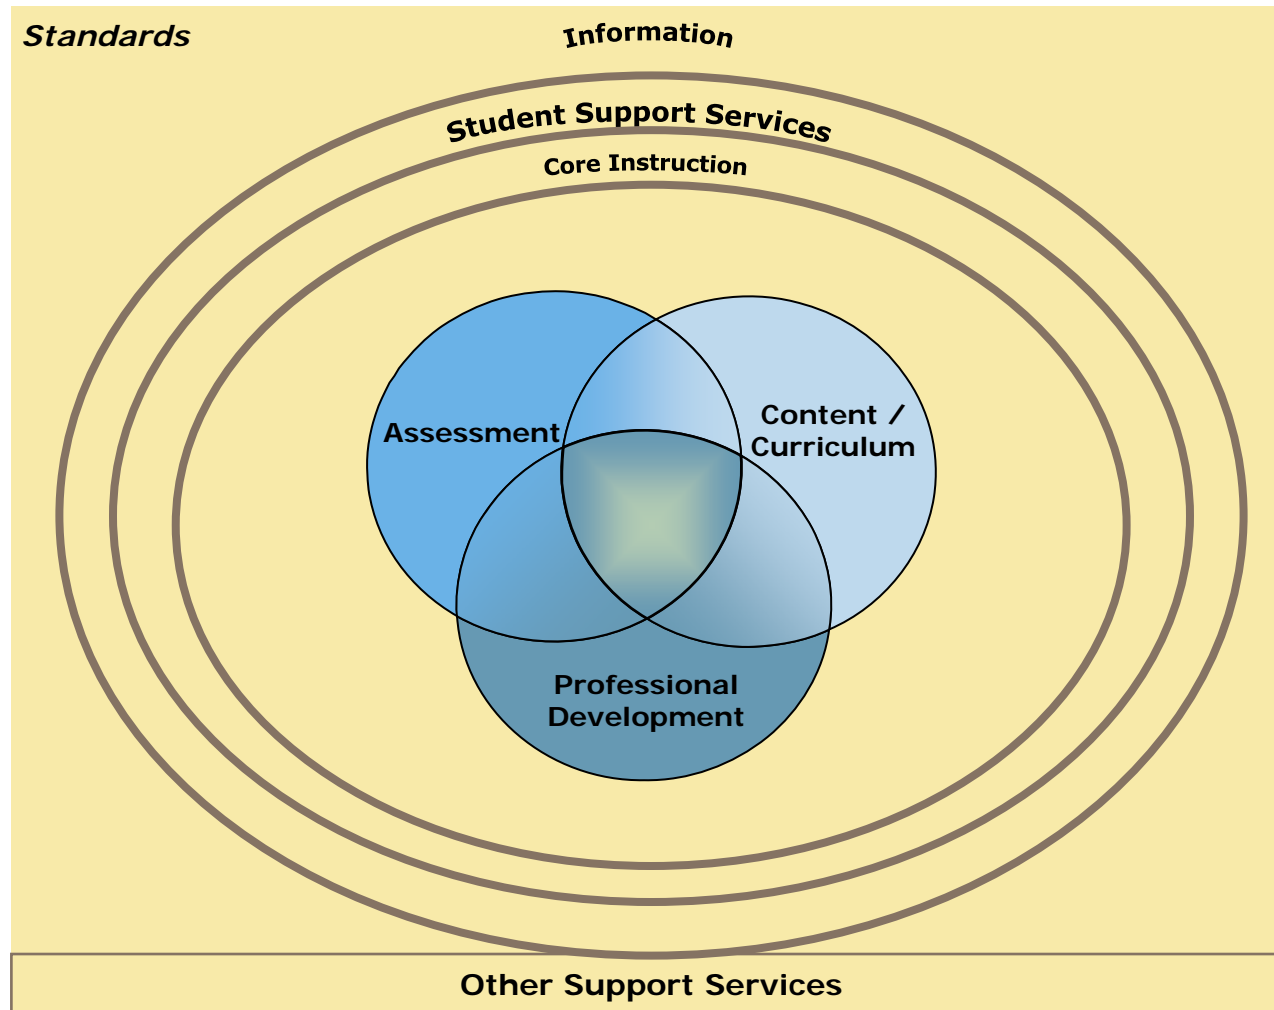 Standards
Information
Student Support Services
Core Instruction
Assessment
Content /
Curriculum
Professional
Development
Other Support Services